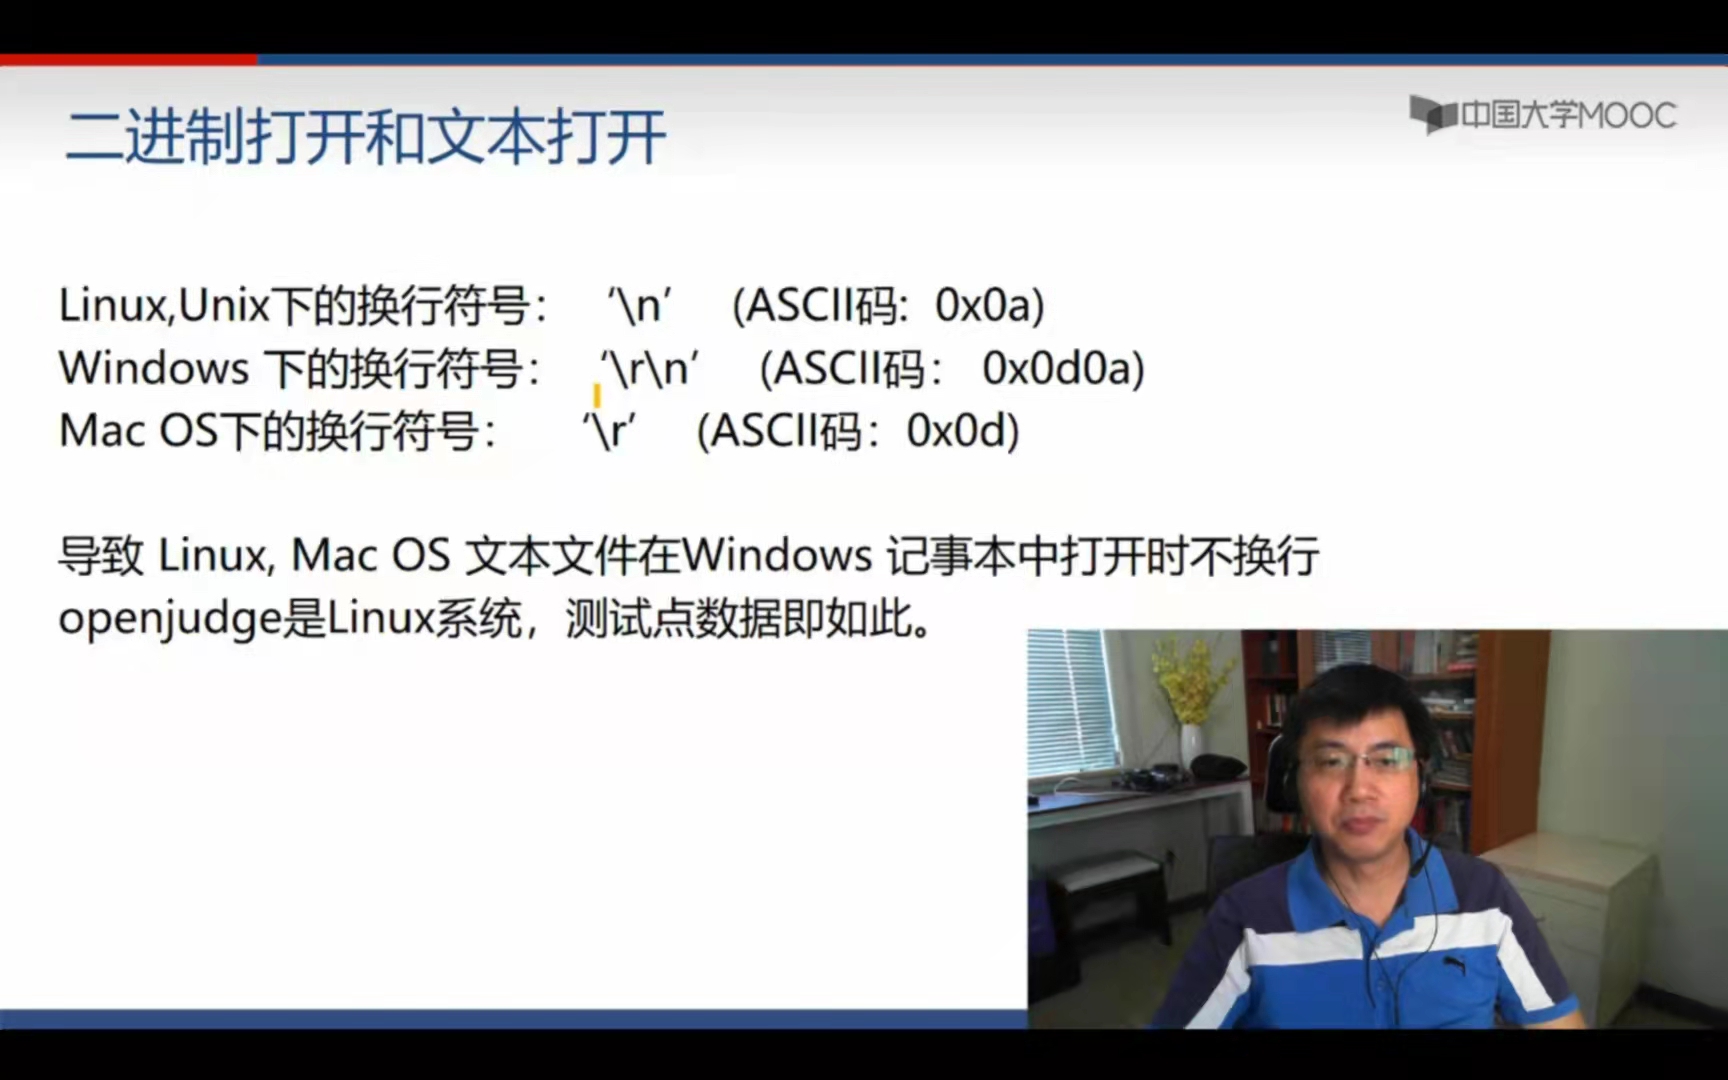 二进制打开和文本打开
中国大学MOOC
Linux,Unix下的换行符号： ‘\n’ (ASCII码: 0x0a)
Windows 下的换行符号： ‘\r\n’ (ASCII码： 0x0d0a)
Mac OS下的换行符号： ‘\r’ (ASCII码：0x0d)
导致 Linux, Mac OS 文本文件在Windows 记事本中打开时不换行
openjudge是Linux系统，测试点数据即如此。